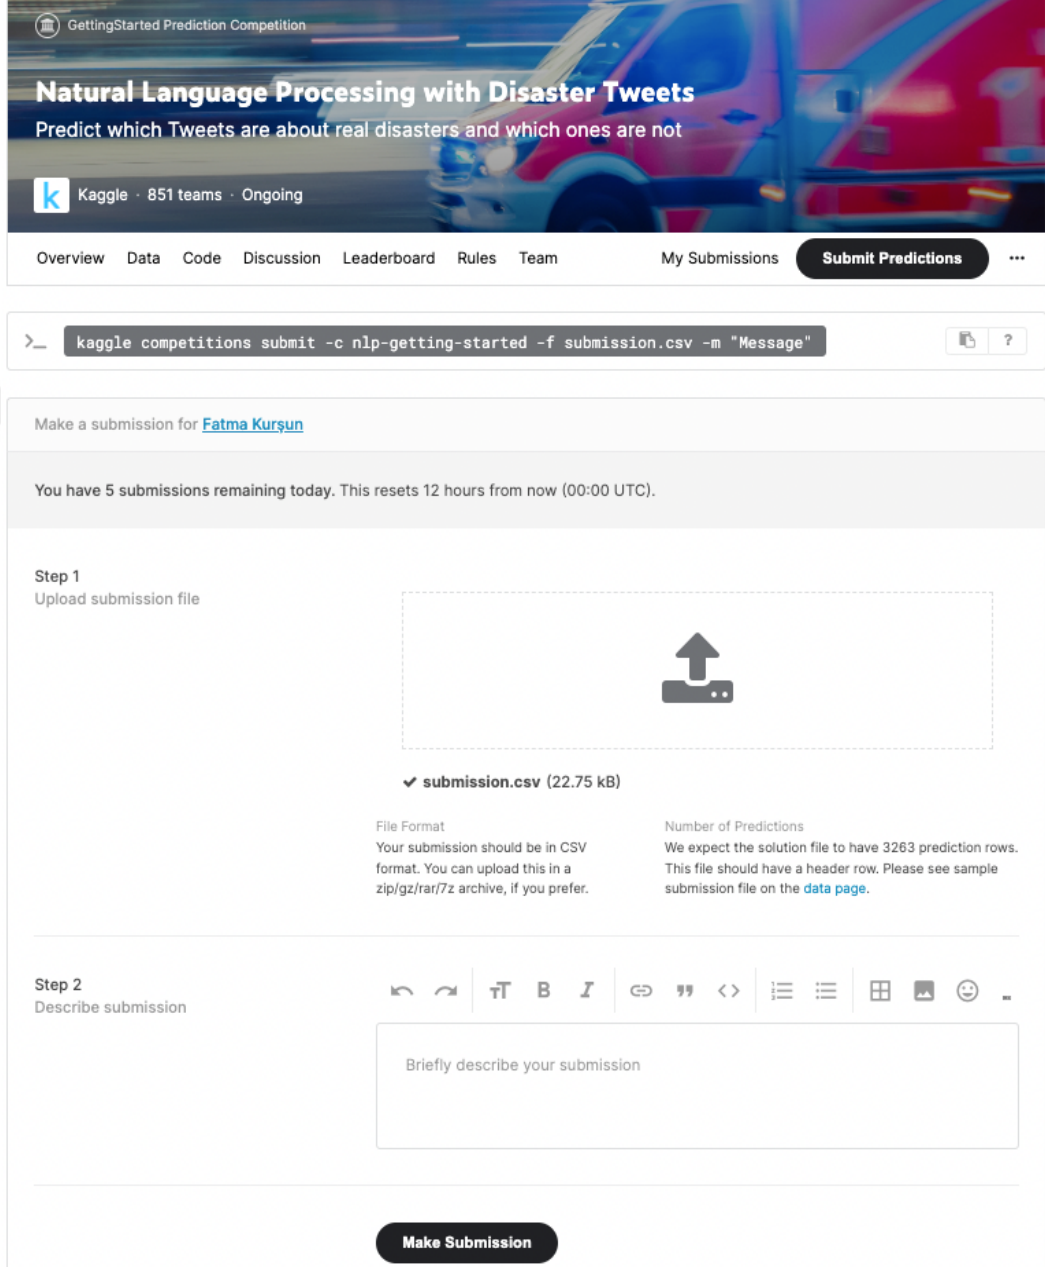 GettingStarted Prediction Competition
Natural Language Processing with Disaster Tweets
Predict which Tweets are about real disasters and which ones are not
k Kaggle · 851 teams · Ongoing
Overview Data Code Discussion Leaderboard Rules Team My Submissions Submit Predictions ...
>_ kaggle competitions submit -c nlp-getting-started -f submission.csv -m "Message" ?
Make a submission for Fatma Kurşun
You have 5 submissions remaining today. This resets 12 hours from now (00:00 UTC).
Step 1
Upload submission file
submission.csv (22.75 kB)
File Format
Your submission should be in CSV
format. You can upload this in a
zip/gz/rar/7z archive, if you prefer.
Number of Predictions
We expect the solution file to have 3263 prediction rows.
This file should have a header row. Please see sample
submission file on the data page.
Step 2
Describe submission
Briefly describe your submission
Make Submission